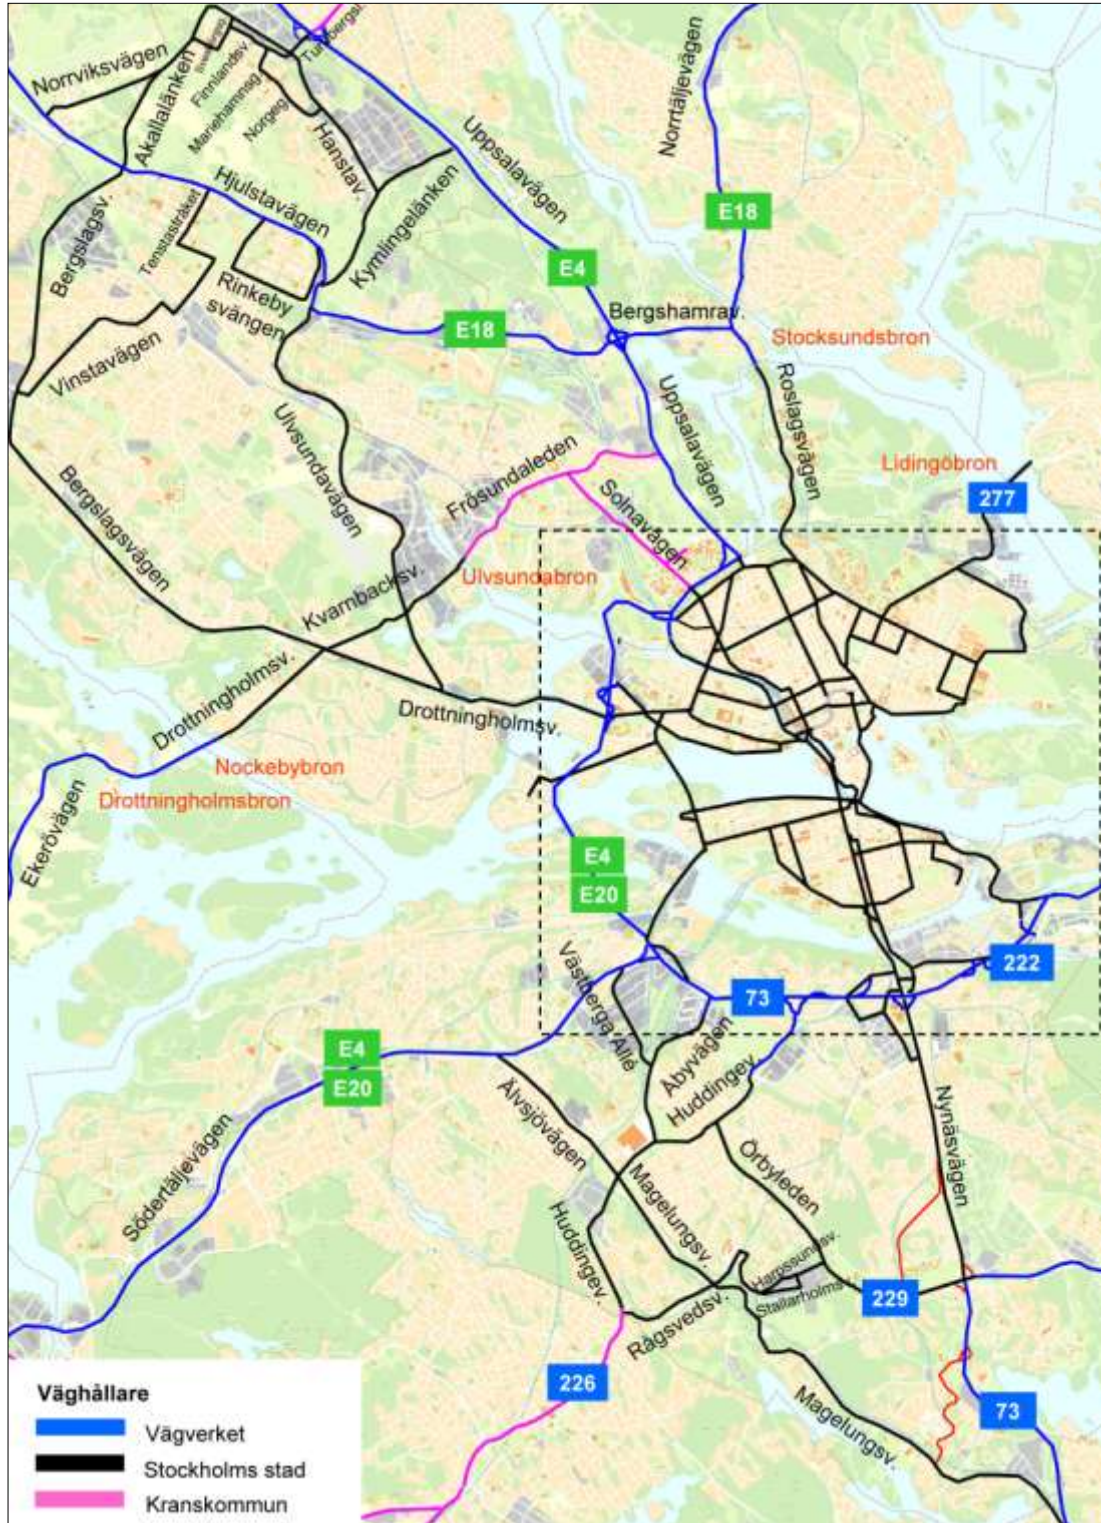 Norrviksvägen
Akallalänken
Finnlandsv.
Mariehamnsg
Norgeg
Hanstav.
Uppsalavägen
Norrtäljevägen
Hjulstavägen
Kymlingelänken
Bergslagsv.
Tenstastråket
Rinkeby
svängen
E18
E4
Bergshamrav.
E18
Stocksundsbron
Vinstavägen
Ulvsundavägen
Uppsalavägen
Roslagsvägen
Frösundaleden
Solnavägen
Lidingöbron
277
Bergslagsvägen
Ulvsundabron
Kvarnbacksv.
Drottningholmsv.
Drottningholmsv.
Nockebybron
Drottningholmsbron
Ekerövägen
E4
E20
Västberga Allé
222
73
E4
E20
Åbyvägen
Huddingev.
Älvsjövägen
Nynäsvägen
Södertäljevägen
Örbyleden
Magelungsv.
Huddingev.
Harpssundsv.
Stallarholmsv
229
Rågsvedsv.
226
Magelungsv.
73
Väghållare
Vägverket
Stockholms stad
Kranskommun